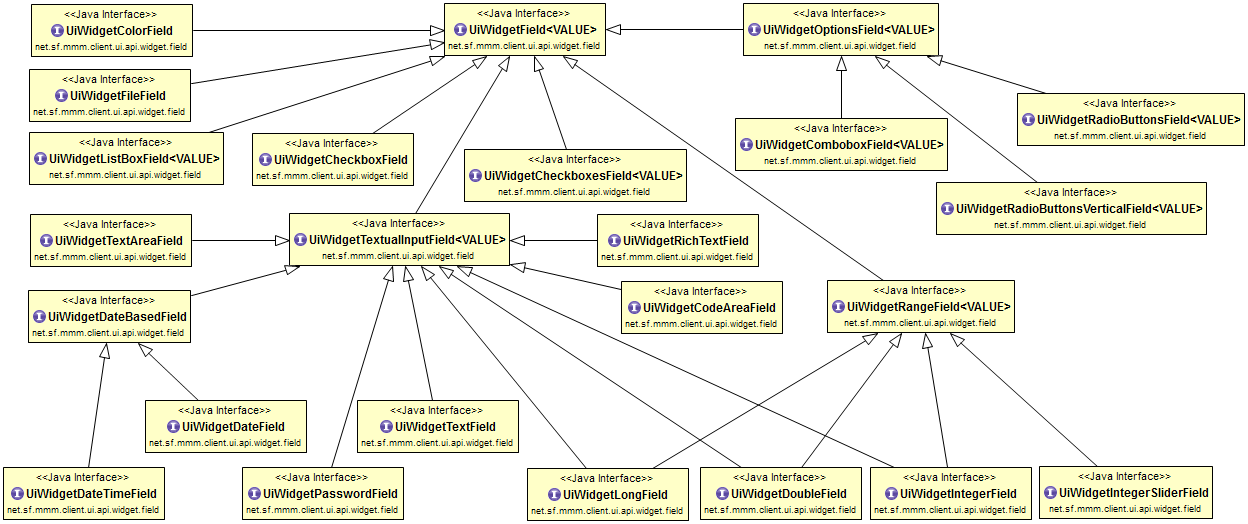 <<Java Interface>>
UiWidgetColorField
net.sf.mmm.client.ui.api.widget.field
<<Java Interface>>
UiWidgetField<VALUE>
net.sf.mmm.client.ui.api.widget.field
<<Java Interface>>
UiWidgetOptionsField<VALUE>
net.sf.mmm.client.ui.api.widget.field
<<Java Interface>>
UiWidgetFileField
net.sf.mmm.client.ui.api.widget.field
<<Java Interface>>
UiWidgetRadioButtonsField<VALUE>
net.sf.mmm.client.ui.api.widget.field
<<Java Interface>>
UiWidgetListBoxField<VALUE>
net.sf.mmm.client.ui.api.widget.field
<<Java Interface>>
UiWidgetCheckboxField
net.sf.mmm.client.ui.api.widget.field
<<Java Interface>>
UiWidgetCheckboxesField<VALUE>
net.sf.mmm.client.ui.api.widget.field
<<Java Interface>>
UiWidgetComboboxField<VALUE>
net.sf.mmm.client.ui.api.widget.field
<<Java Interface>>
UiWidgetRadioButtonsVerticalField<VALUE>
net.sf.mmm.client.ui.api.widget.field
<<Java Interface>>
UiWidgetTextAreaField
net.sf.mmm.client.ui.api.widget.field
<<Java Interface>>
UiWidgetTextualInputField<VALUE>
net.sf.mmm.client.ui.api.widget.field
<<Java Interface>>
UiWidgetRichTextField
net.sf.mmm.client.ui.api.widget.field
<<Java Interface>>
UiWidgetDateBasedField
net.sf.mmm.client.ui.api.widget.field
<<Java Interface>>
UiWidgetCodeAreaField
net.sf.mmm.client.ui.api.widget.field
<<Java Interface>>
UiWidgetRangeField<VALUE>
net.sf.mmm.client.ui.api.widget.field
<<Java Interface>>
UiWidgetDateField
net.sf.mmm.client.ui.api.widget.field
<<Java Interface>>
UiWidgetTextField
net.sf.mmm.client.ui.api.widget.field
<<Java Interface>>
UiWidgetDateTimeField
net.sf.mmm.client.ui.api.widget.field
<<Java Interface>>
UiWidgetPasswordField
net.sf.mmm.client.ui.api.widget.field
<<Java Interface>>
UiWidgetLongField
net.sf.mmm.client.ui.api.widget.field
<<Java Interface>>
UiWidgetDoubleField
net.sf.mmm.client.ui.api.widget.field
<<Java Interface>>
UiWidgetIntegerField
net.sf.mmm.client.ui.api.widget.field
<<Java Interface>>
UiWidgetIntegerSliderField
net.sf.mmm.client.ui.api.widget.field